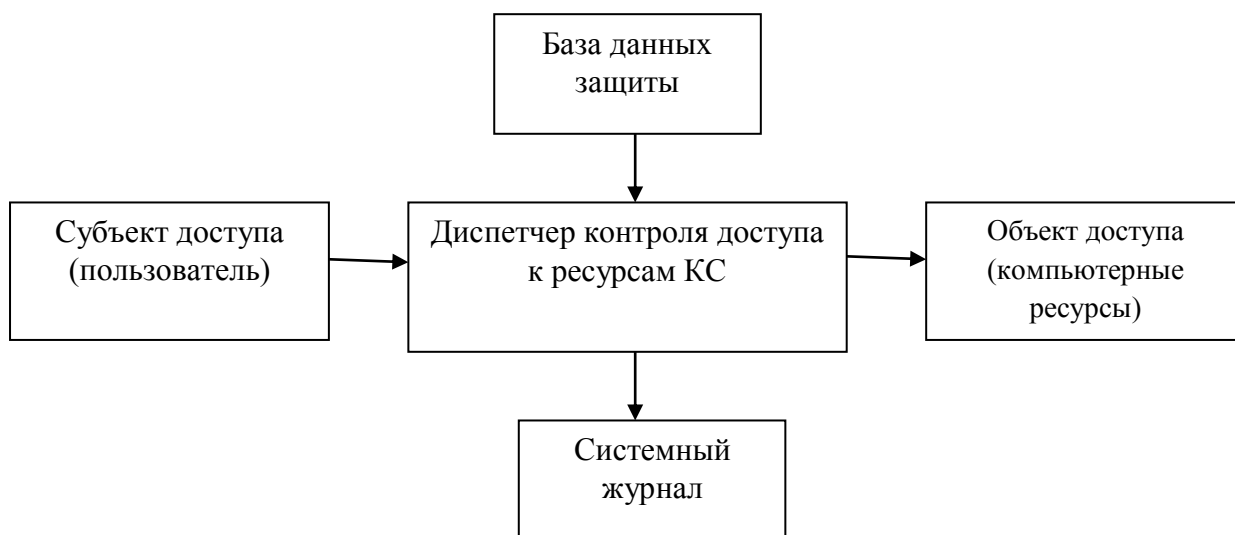 База данных
защиты
Субъект доступа
(пользователь)
Диспетчер контроля доступа
к ресурсам КС
Объект доступа
(компьютерные
ресурсы)
Системный
журнал